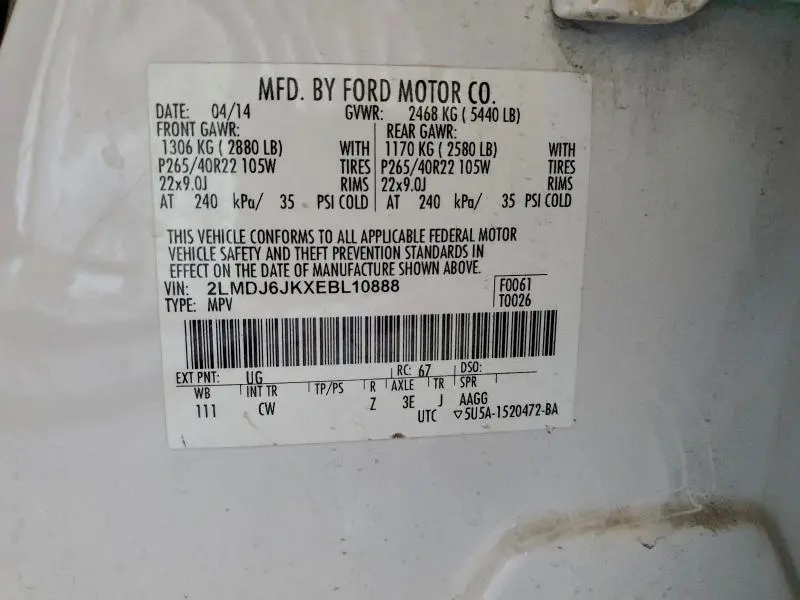 MFD. BY FORD MOTOR CO.
DATE: 04/14 GVWR: 2468 KG ( 5440 LB)
FRONT GAWR: REAR GAWR:
1306 KG ( 2880 LB) WITH 1170 KG ( 2580 LB) WITH
P265/40R22 105W TIRES P265/40R22 105W TIRES
22x9.0J RIMS 22x9.0J RIMS
AT 240 kPa/ 35 PSI COLD AT 240 kPa/ 35 PSI COLD
THIS VEHICLE CONFORMS TO ALL APPLICABLE FEDERAL MOTOR
VEHICLE SAFETY AND THEFT PREVENTION STANDARDS IN
EFFECT ON THE DATE OF MANUFACTURE SHOWN ABOVE.
VIN: 2LMDJ6JKXEBL10888 F0061
TYPE: MPV T0026
EXT PNT: UG RC: 67 DSO:
WB INT TR TP/PS R AXLE TR SPR
111 CW Z 3E J AAGG
UTC ▽5U5A-1520472-BA